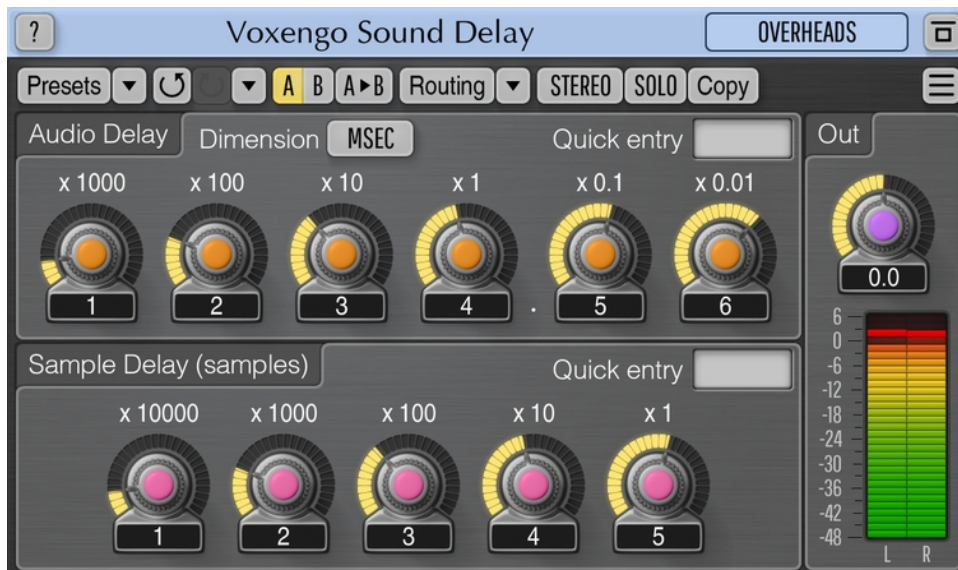 ? Voxengo Sound Delay OVERHEADS
Presets A B A▶B Routing STEREO SOLO Copy
Audio Delay Dimension MSEC Quick entry Out
x 1000 x 100 x 10 x 1 x 0.1 x 0.01
1 2 3 4 . 5 6 0.0
Sample Delay (samples) Quick entry
x 10000 x 1000 x 100 x 10 x 1
1 2 3 4 5
6
0
-6
-12
-18
-24
-30
-36
-42
-48
L R